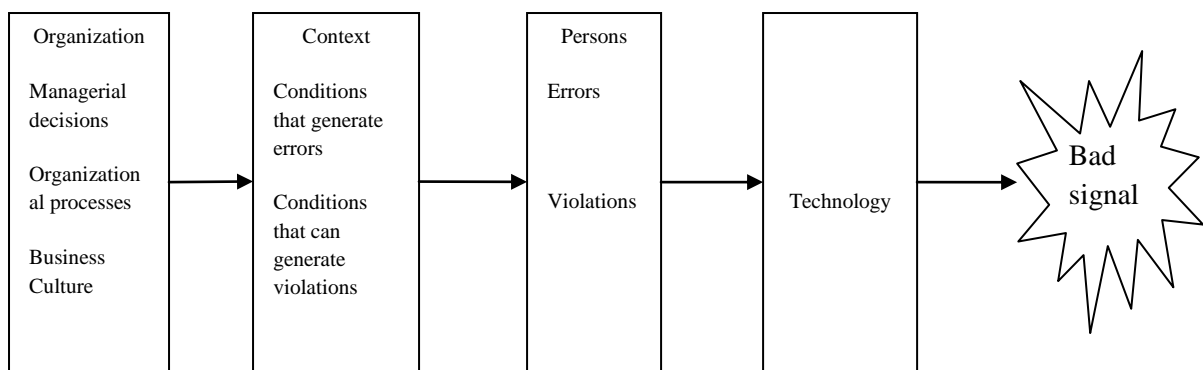 Organization
Managerial
decisions
Organization
al processes
Business
Culture
Context
Conditions
that generate
errors
Conditions
that can
generate
violations
Persons
Errors
Violations
Technology
Bad
signal